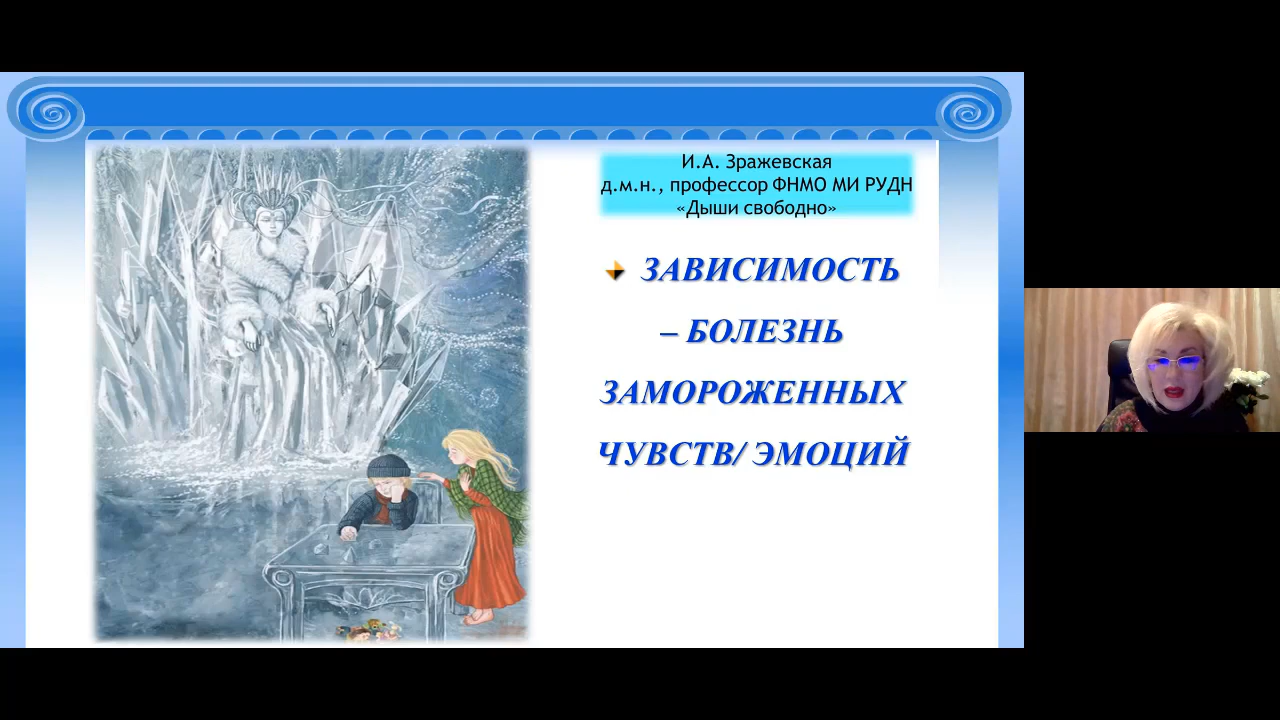 И.А. Зражевская
д.м.н., профессор ФНМО МИ РУДН
«Дыши свободно»
ЗАВИСИМОСТЬ
– БОЛЕЗНЬ
ЗАМОРОЖЕННЫХ
ЧУВСТВ/ ЭМОЦИЙ